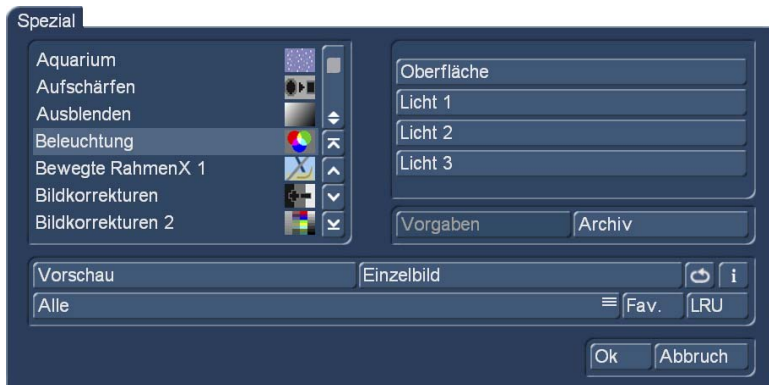 Spezial
Aquarium
Aufschärfen
Ausblenden
Beleuchtung
Bewegte RahmenX 1
Bildkorrekturen
Bildkorrekturen 2
Oberfläche
Licht 1
Licht 2
Licht 3
Vorgaben Archiv
Vorschau Einzelbild i
Alle Fav. LRU
Ok Abbruch